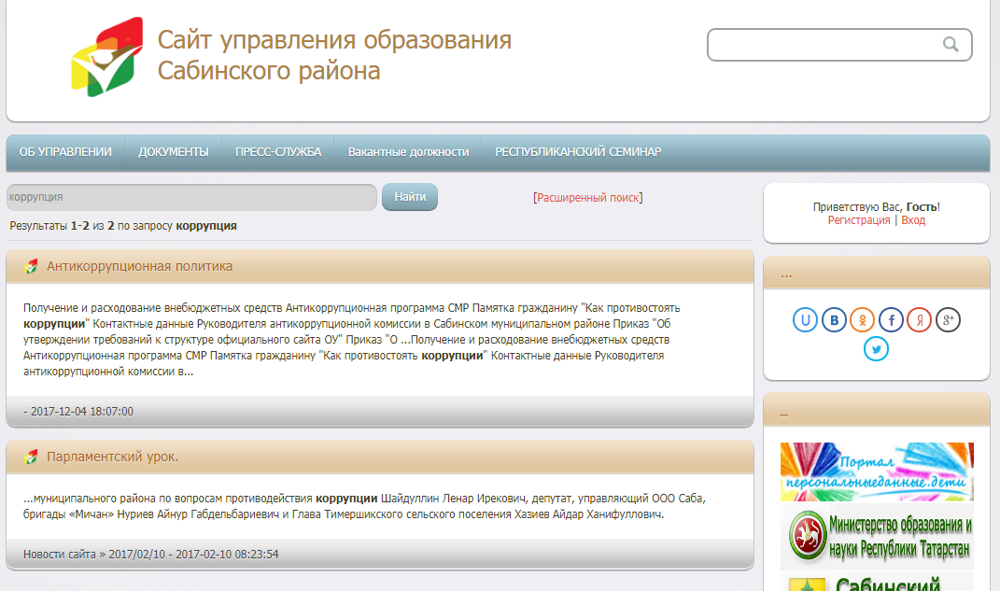 Сайт управления образования
Сабинского района
ОБ УПРАВЛЕНИИ ДОКУМЕНТЫ ПРЕСС-СЛУЖБА Вакантные должности РЕСПУБЛИКАНСКИЙ СЕМИНАР
коррупция Найти [Расширенный поиск]
Результаты 1-2 из 2 по запросу коррупция
Антикоррупционная политика
Получение и расходование внебюджетных средств Антикоррупционная программа СМР Памятка гражданину "Как противостоять
коррупции" Контактные данные Руководителя антикоррупционной комиссии в Сабинском муниципальном районе Приказ "Об
утверждении требований к структуре официального сайта ОУ" Приказ "О ...Получение и расходование внебюджетных средств
Антикоррупционная программа СМР Памятка гражданину "Как противостоять коррупции" Контактные данные Руководителя
антикоррупционной комиссии в...
- 2017-12-04 18:07:00
Парламентский урок.
...муниципального района по вопросам противодействия коррупции Шайдуллин Ленар Ирекович, депутат, управляющий ООО Саба,
бригады «Мичан» Нуриев Айнур Габдельбариевич и Глава Тимершикского сельского поселения Хазиев Айдар Ханифуллович.
Новости сайта » 2017/02/10 - 2017-02-10 08:23:54
Приветствую Вас, Гость!
Регистрация | Вход
...
U В f Я g+
_
Портал
персональныеданные.дети
Министерство образования и
науки Республики Татарстан
Сабинский